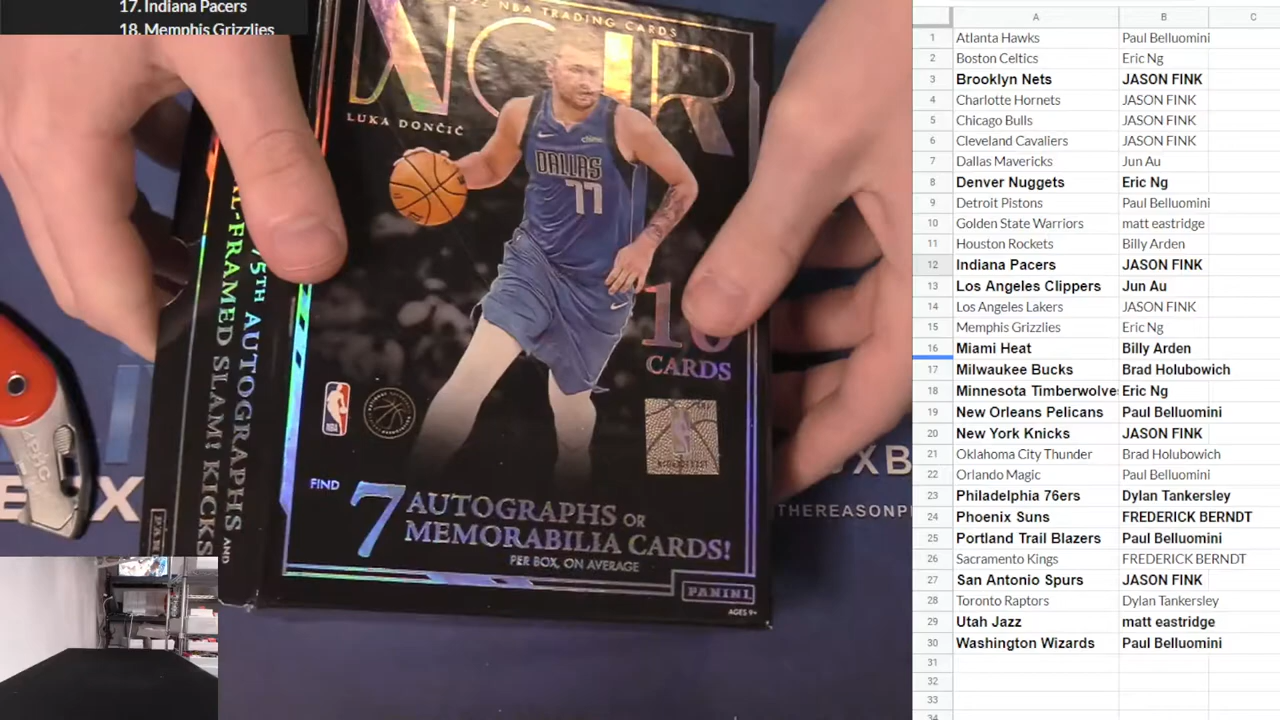 17. Indiana Pacers
18. Memphis Grizzlies
NBA TRADING CARDS
NOIR
LUKA DONČIĆ
chime
DALLAS
77
10
CARDS
NBA
FIND
7 AUTOGRAPHS OR
MEMORABILIA CARDS!
PER BOX, ON AVERAGE
PANINI
AGES 9+
75TH AUTOGRAPHS AND
-FRAMED SLAM! KICKS
THEREASONP
A B C
1 Atlanta Hawks Paul Belluomini
2 Boston Celtics Eric Ng
3 Brooklyn Nets JASON FINK
4 Charlotte Hornets JASON FINK
5 Chicago Bulls JASON FINK
6 Cleveland Cavaliers JASON FINK
7 Dallas Mavericks Jun Au
8 Denver Nuggets Eric Ng
9 Detroit Pistons Paul Belluomini
10 Golden State Warriors matt eastridge
11 Houston Rockets Billy Arden
12 Indiana Pacers JASON FINK
13 Los Angeles Clippers Jun Au
14 Los Angeles Lakers JASON FINK
15 Memphis Grizzlies Eric Ng
16 Miami Heat Billy Arden
17 Milwaukee Bucks Brad Holubowich
18 Minnesota Timberwolve Eric Ng
19 New Orleans Pelicans Paul Belluomini
20 New York Knicks JASON FINK
21 Oklahoma City Thunder Brad Holubowich
22 Orlando Magic Paul Belluomini
23 Philadelphia 76ers Dylan Tankersley
24 Phoenix Suns FREDERICK BERNDT
25 Portland Trail Blazers Paul Belluomini
26 Sacramento Kings FREDERICK BERNDT
27 San Antonio Spurs JASON FINK
28 Toronto Raptors Dylan Tankersley
29 Utah Jazz matt eastridge
30 Washington Wizards Paul Belluomini
31
32
33
34